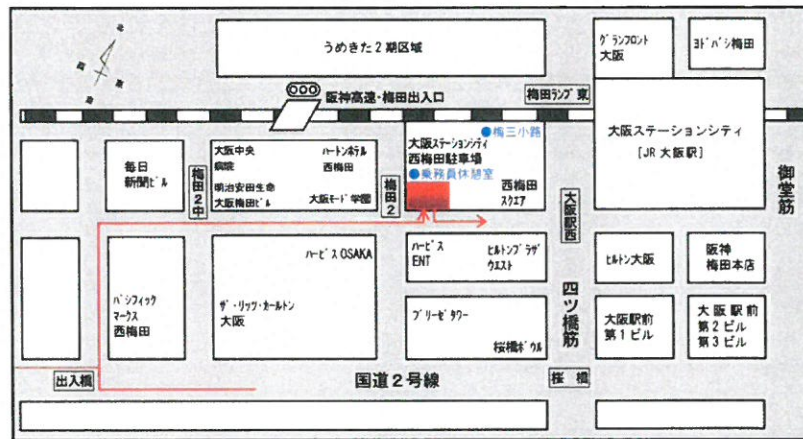 うめきた2期区域
グランフロント
大阪
ヨドバシ梅田
北
東
西
南
阪神高速・梅田出入口
梅田ランプ東
大阪ステーションシティ
[JR 大阪駅]
御堂筋
毎日
新聞ビル
梅田2中
大阪中央
病院
ハートンホテル
西梅田
明治安田生命
大阪梅田ビル
大阪モード学園
梅田2
●梅三小路
大阪ステーションシティ
西梅田駐車場
●乗務員休憩室
西梅田
スクエア
大阪駅西
パシフィック
マークス
西梅田
ハービスOSAKA
ザ・リッツ・カールトン
大阪
ハービス
ENT
ヒルトンプラザ
ウエスト
ブリーゼタワー
桜橋ボウル
四ツ橋筋
ヒルトン大阪
阪神
梅田本店
大阪駅前
第1ビル
大阪駅前
第2ビル
第3ビル
出入橋
国道2号線
桜橋